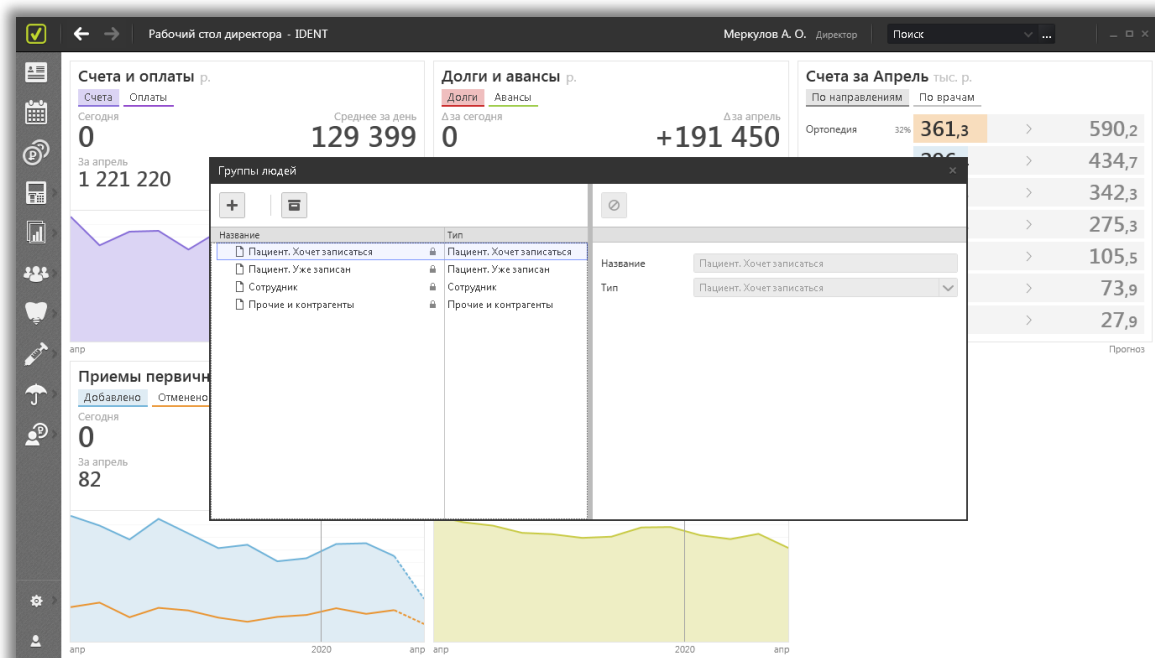 Рабочий стол директора - IDENT
Меркулов А. О. Директор
Поиск
...
Счета и оплаты р.
Счета Оплаты
Сегодня Среднее за день
0 129 399
За апрель
1 221 220
апр
Долги и авансы р.
Долги Авансы
Δ за сегодня Δ за апрель
0 +191 450
Счета за Апрель тыс. р.
По направлениям По врачам
Ортопедия 32% 361,3 > 590,2
> 434,7
> 342,3
> 275,3
> 105,5
> 73,9
> 27,9
Прогноз
Группы людей
Название Тип
Пациент. Хочет записаться Пациент. Хочет записаться
Пациент. Уже записан Пациент. Уже записан
Сотрудник Сотрудник
Прочие и контрагенты Прочие и контрагенты
Название Пациент. Хочет записаться
Тип Пациент. Хочет записаться
Приемы первичн
Добавлено Отменено
Сегодня
0
За апрель
82
апр 2020 апр
апр 2020 апр